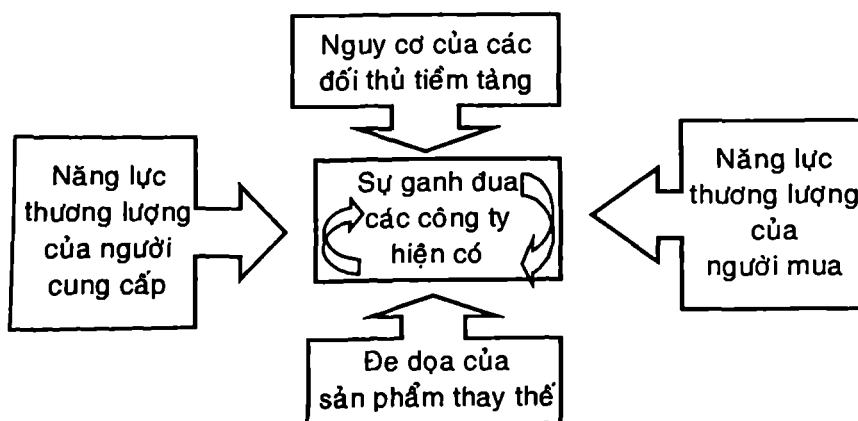 Nguy cơ của các
đối thủ tiềm tàng
Năng lực
thương lượng
của người
cung cấp
Sự ganh đua
các công ty
hiện có
Năng lực
thương lượng
của
người mua
Đe dọa của
sản phẩm thay thế